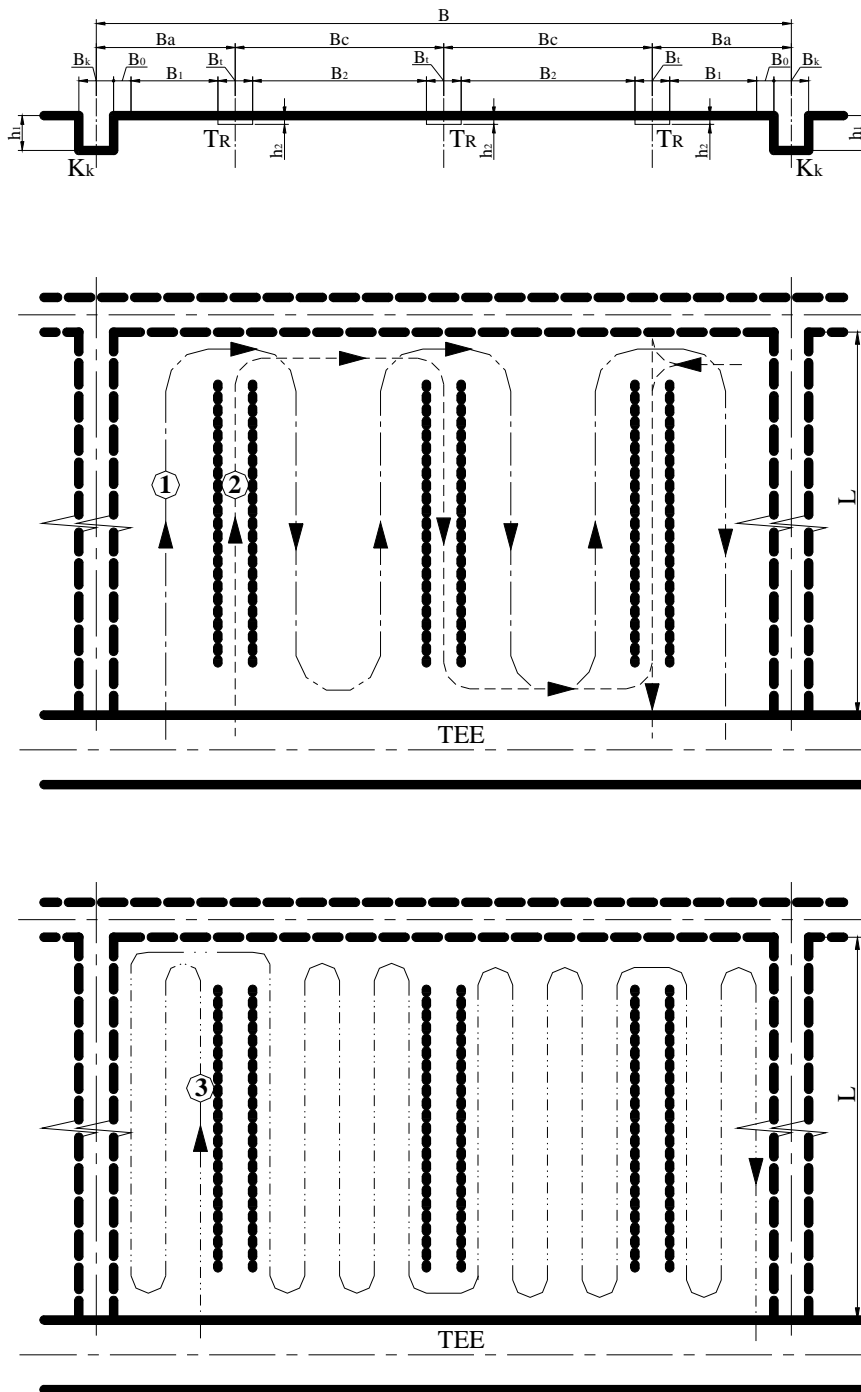 B
Ba Bc Bc Ba
Bk B0 B1 Bt B2 Bt B2 Bt B1 B0 Bk
h1 TR h2 TR h2 TR h2 h1
Kk Kk
1 2
L
TEE
3
L
TEE